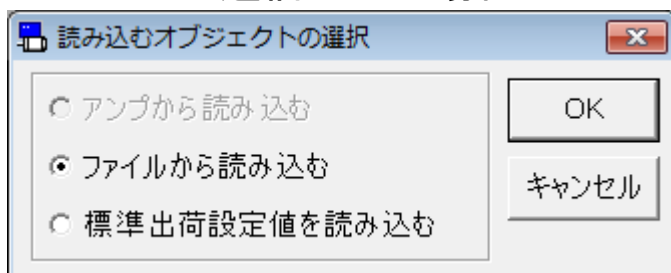 読み込むオブジェクトの選択
アンプから読み込む
ファイルから読み込む
標準出荷設定値を読み込む
OK
キャンセル